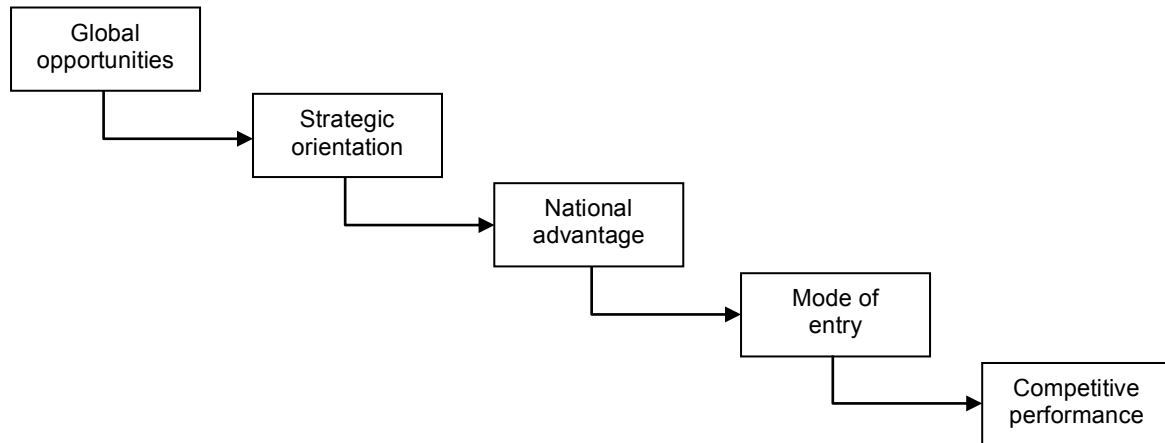 Global
opportunities
Strategic
orientation
National
advantage
Mode of
entry
Competitive
performance